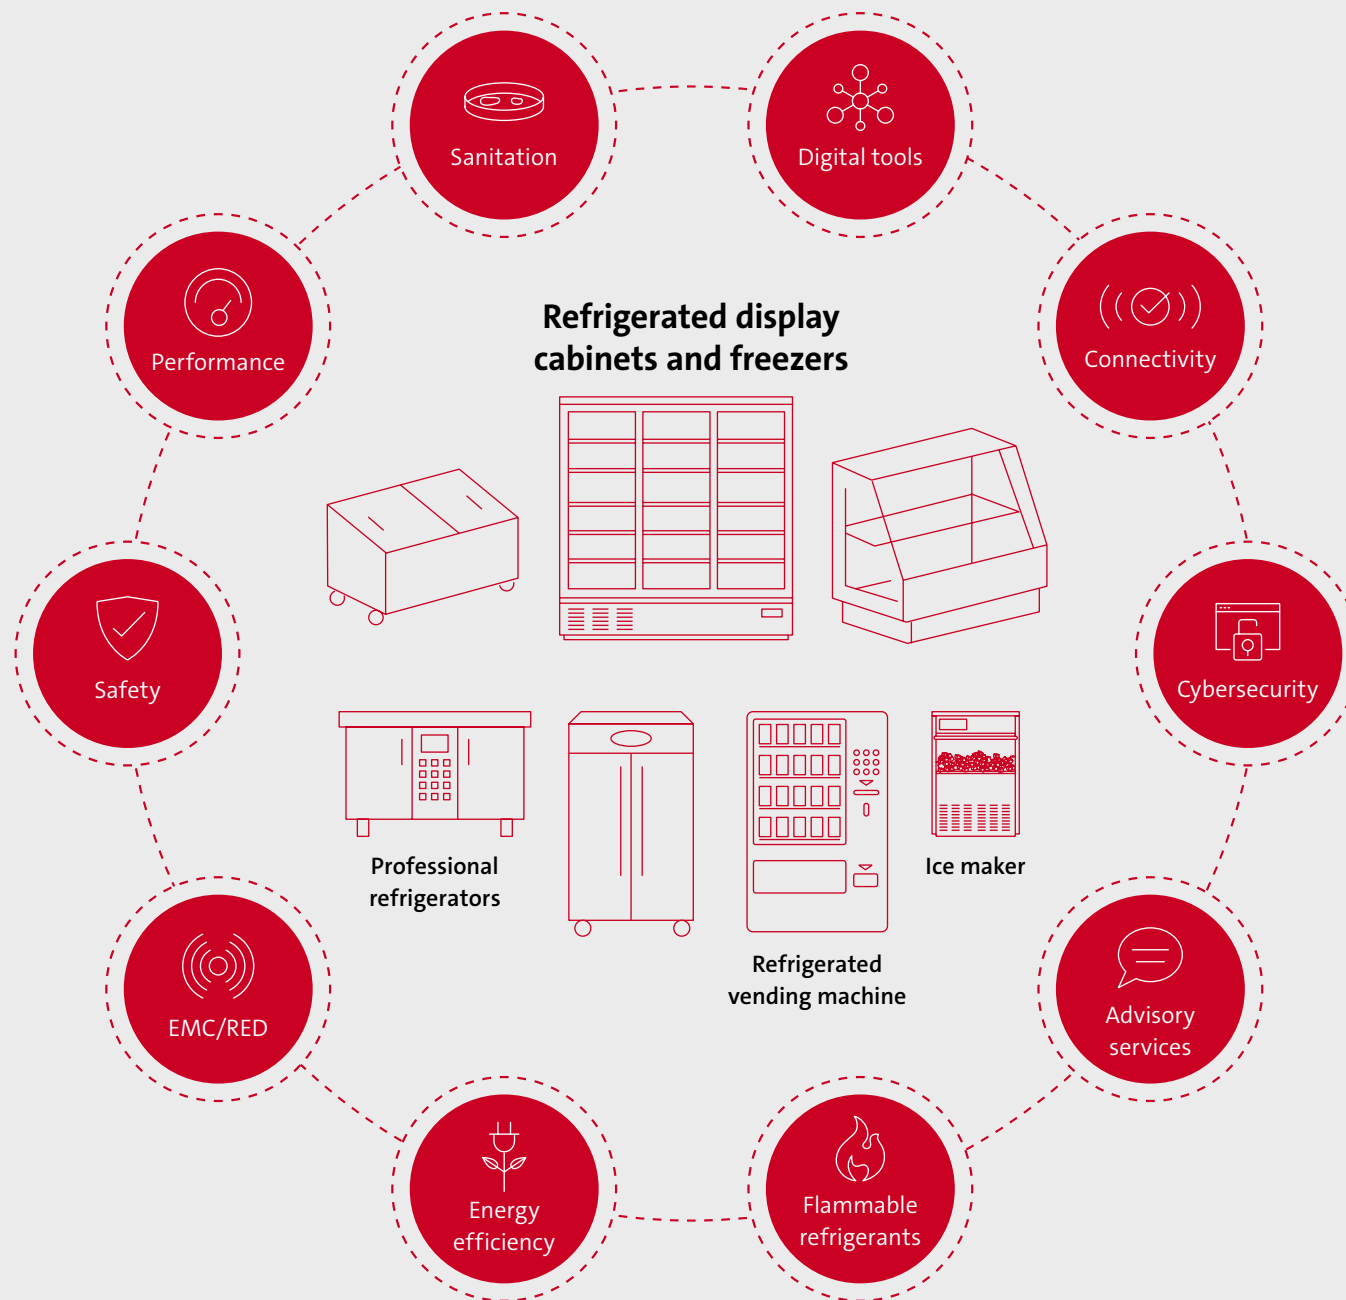 Sanitation
Digital tools
Performance
Connectivity
Refrigerated display
cabinets and freezers
Safety
Cybersecurity
Professional
refrigerators
Ice maker
Refrigerated
vending machine
EMC/RED
Advisory
services
Energy
efficiency
Flammable
refrigerants